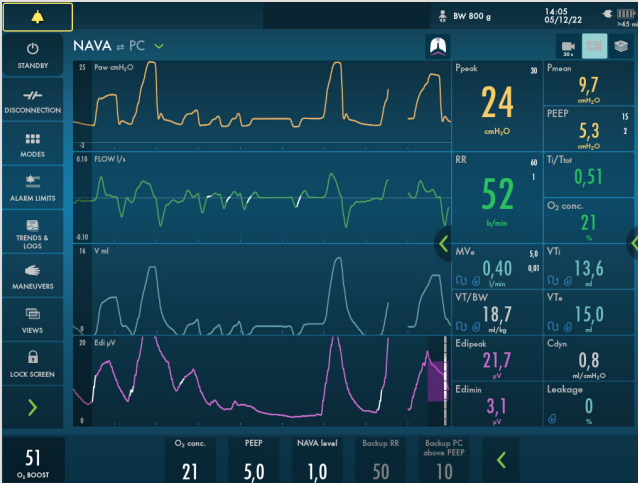 BW 800 g
14:05
05/12/22
>45 mi
STANDBY
DISCONNECTION
MODES
ALARM LIMITS
TRENDS &
LOGS
MANEUVERS
VIEWS
LOCK SCREEN
51
O₂ BOOST
NAVA ⇄ PC
30 s
25 Paw cmH₂O
-3
0.10 FLOW l/s
-0.10
16 V ml
0
20 Edi µV
0
Ppeak 30
24
cmH₂O
Pmean
9,7
cmH₂O
PEEP 15
5,3 2
cmH₂O
RR 60
1
52
b/min
Ti/Ttot
0,51
O₂ conc.
21
%
MVe 5,0
0,40 0,01
l/min
VTi
13,6
ml
VT/BW
18,7
ml/kg
VTe
15,0
ml
Edipeak
21,7
µV
Cdyn
0,8
ml/cmH₂O
Edimin
3,1
µV
Leakage
0
%
O₂ conc.
21
PEEP
5,0
NAVA level
1,0
Backup RR
50
Backup PC
above PEEP
10